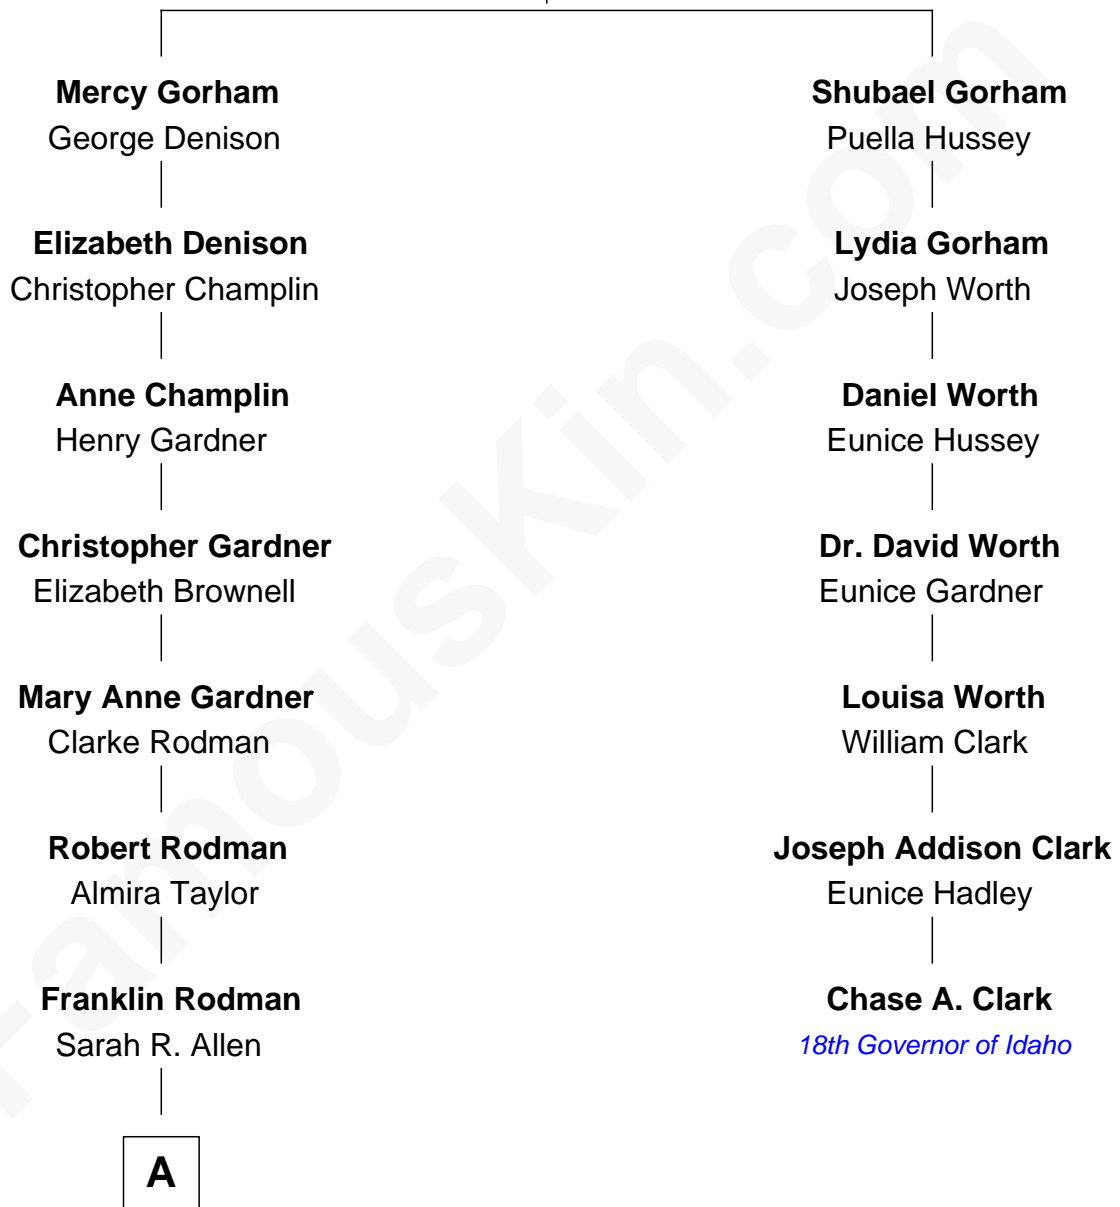 Mercy Gorham
George Denison
Elizabeth Denison
Christopher Champlin
Anne Champlin
Henry Gardner
Christopher Gardner
Elizabeth Brownell
Mary Anne Gardner
Clarke Rodman
Robert Rodman
Almira Taylor
Franklin Rodman
Sarah R. Allen
A
Shubael Gorham
Puella Hussey
Lydia Gorham
Joseph Worth
Daniel Worth
Eunice Hussey
Dr. David Worth
Eunice Gardner
Louisa Worth
William Clark
Joseph Addison Clark
Eunice Hadley
Chase A. Clark
18th Governor of Idaho
FamousKin.com